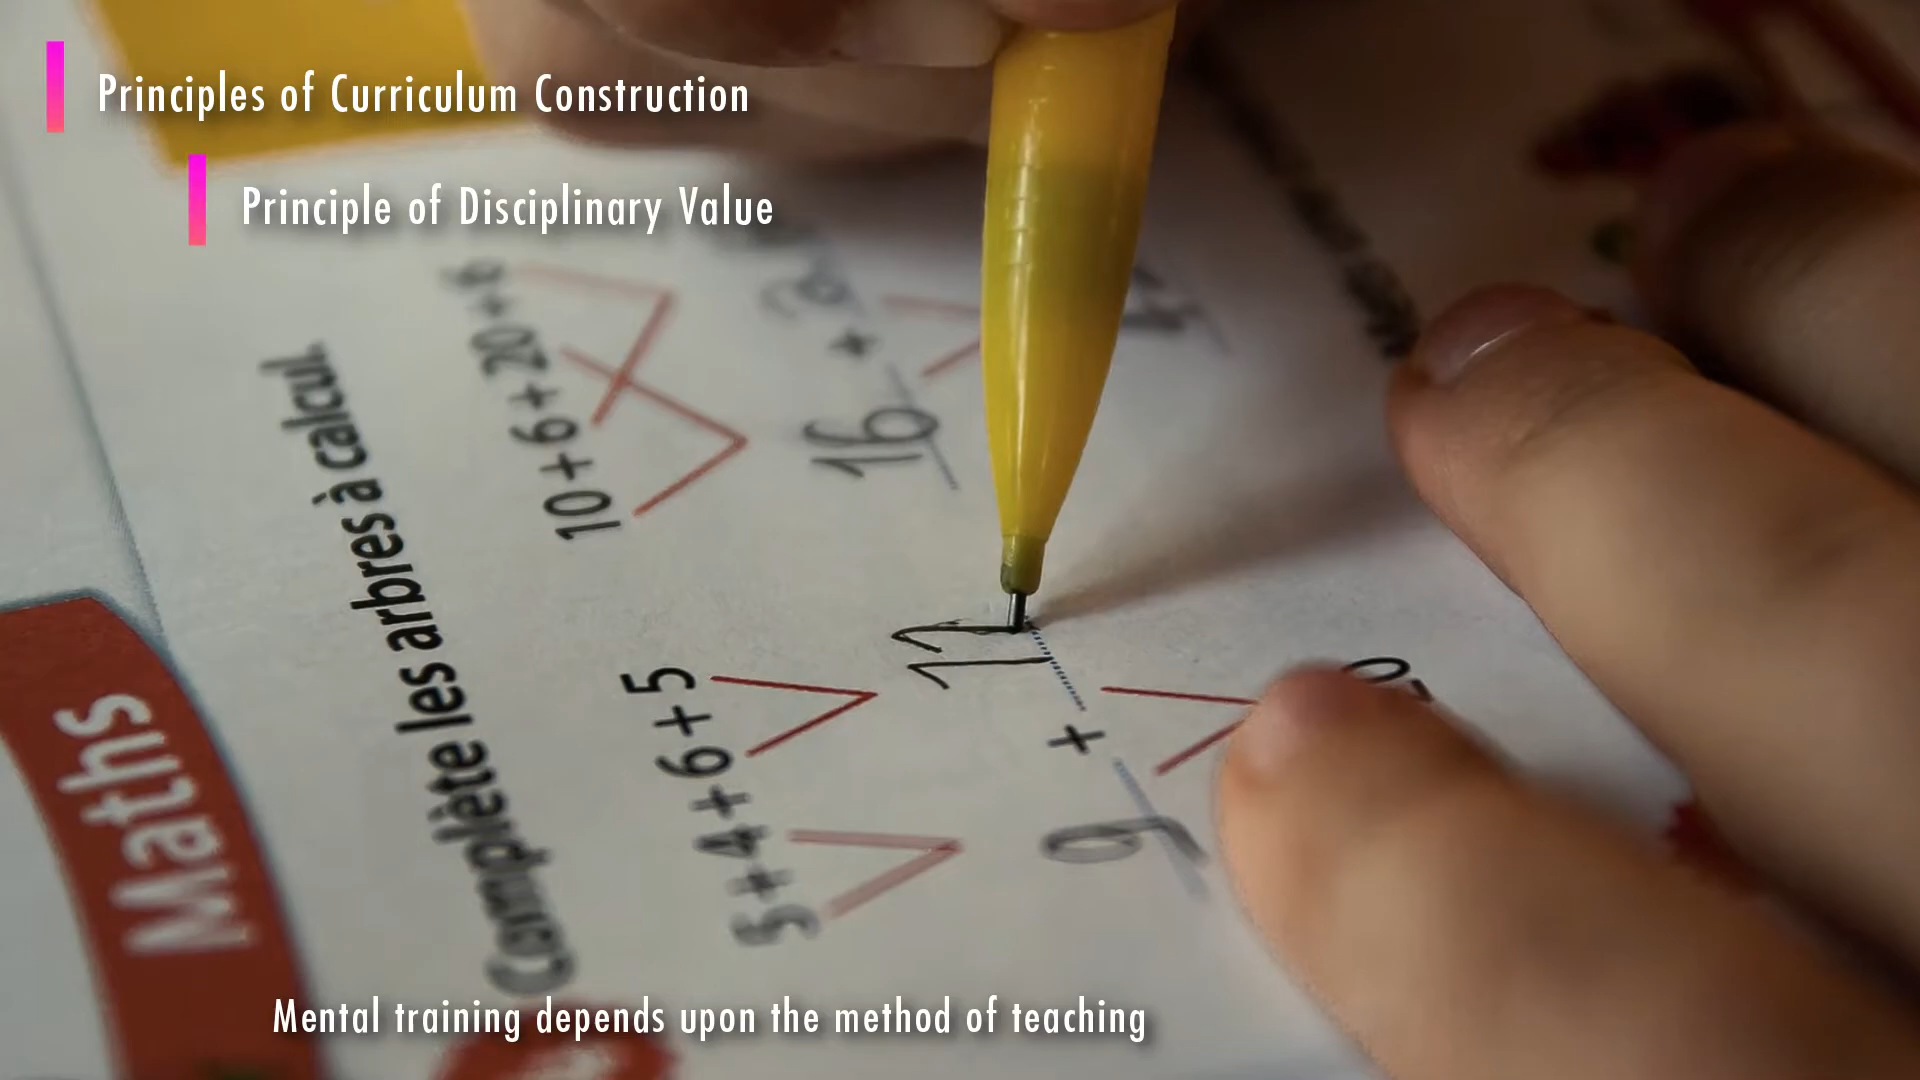 Principles of Curriculum Construction
Principle of Disciplinary Value
Maths
Complète les arbres à calcul.
5 + 4 + 6 + 5
9 + 11
10 + 6 + 20 + 4
16 +
Mental training depends upon the method of teaching